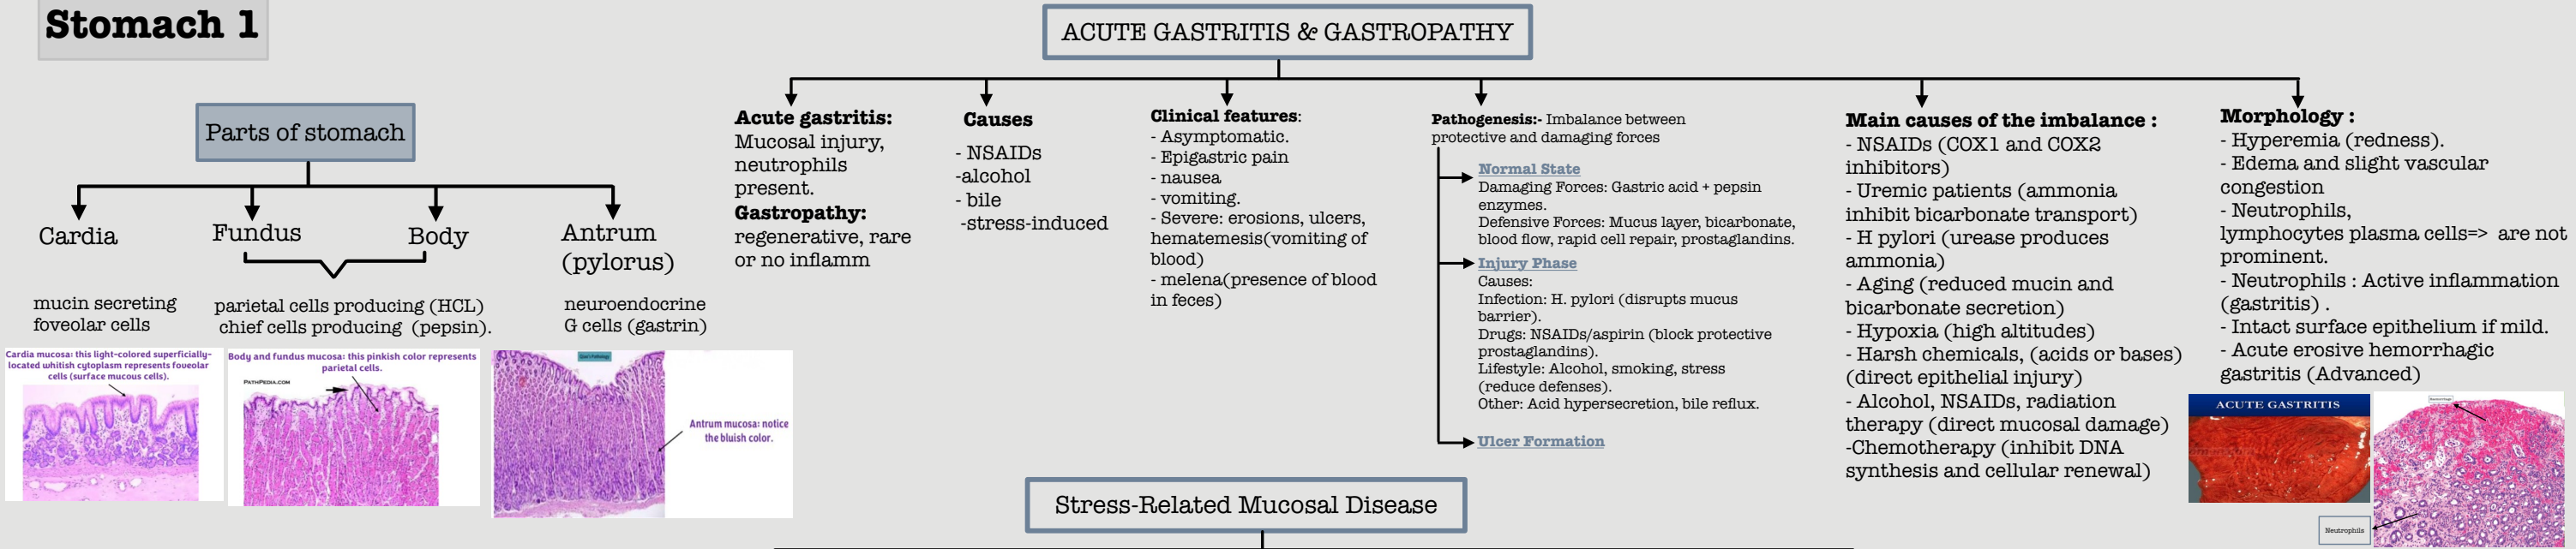 Stomach 1
Parts of stomach
Cardia
Fundus
Body
Antrum
(pylorus)
mucin secreting
foveolar cells
parietal cells producing (HCL)
chief cells producing (pepsin).
neuroendocrine
G cells (gastrin)
Cardia mucosa: this light-colored superficially-
located whitish cytoplasm represents foveolar
cells (surface mucous cells).
Body and fundus mucosa: this pinkish color represents
parietal cells.
PathPedia.com
Antrum mucosa: notice
the bluish color.
ACUTE GASTRITIS & GASTROPATHY
Acute gastritis:
Mucosal injury,
neutrophils
present.
Gastropathy:
regenerative, rare
or no inflamm
Causes
- NSAIDs
-alcohol
- bile
-stress-induced
Clinical features:
- Asymptomatic.
- Epigastric pain
- nausea
- vomiting.
- Severe: erosions, ulcers,
hematemesis(vomiting of
blood)
- melena(presence of blood
in feces)
Pathogenesis:- Imbalance between
protective and damaging forces
Normal State
Damaging Forces: Gastric acid + pepsin
enzymes.
Defensive Forces: Mucus layer, bicarbonate,
blood flow, rapid cell repair, prostaglandins.
Injury Phase
Causes:
Infection: H. pylori (disrupts mucus
barrier).
Drugs: NSAIDs/aspirin (block protective
prostaglandins).
Lifestyle: Alcohol, smoking, stress
(reduce defenses).
Other: Acid hypersecretion, bile reflux.
Ulcer Formation
Main causes of the imbalance :
- NSAIDs (COX1 and COX2
inhibitors)
- Uremic patients (ammonia
inhibit bicarbonate transport)
- H pylori (urease produces
ammonia)
- Aging (reduced mucin and
bicarbonate secretion)
- Hypoxia (high altitudes)
- Harsh chemicals, (acids or bases)
(direct epithelial injury)
- Alcohol, NSAIDs, radiation
therapy (direct mucosal damage)
-Chemotherapy (inhibit DNA
synthesis and cellular renewal)
Morphology :
- Hyperemia (redness).
- Edema and slight vascular
congestion
- Neutrophils,
lymphocytes plasma cells=> are not
prominent.
- Neutrophils : Active inflammation
(gastritis) .
- Intact surface epithelium if mild.
- Acute erosive hemorrhagic
gastritis (Advanced)
ACUTE GASTRITIS
Neutrophils
Stress-Related Mucosal Disease